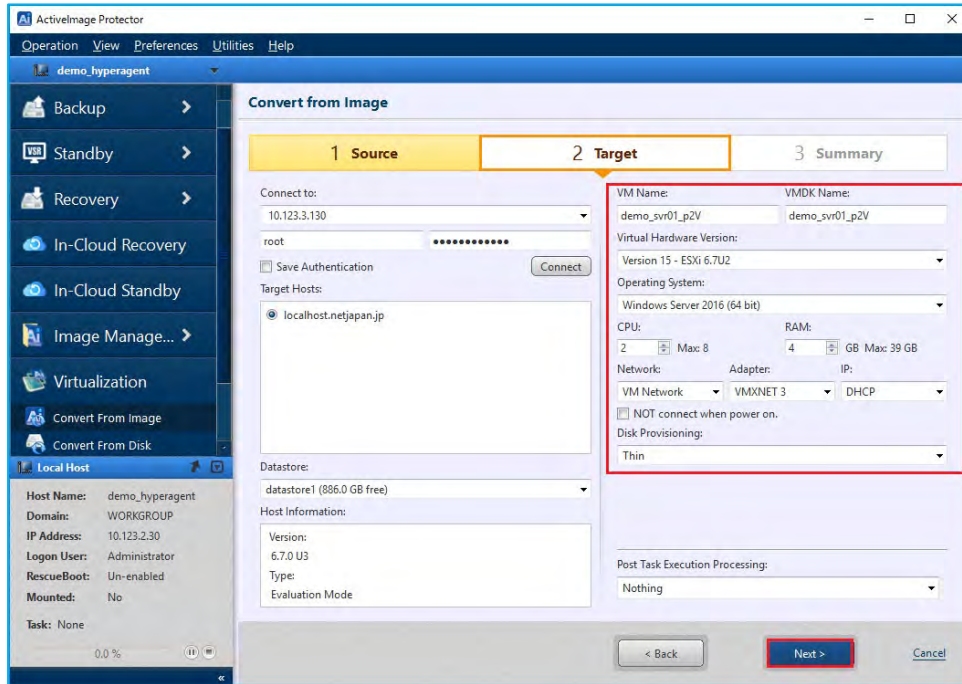 ActiveImage Protector
Operation View Preferences Utilities Help
demo_hyperagent
Backup
Standby
Recovery
In-Cloud Recovery
In-Cloud Standby
Image Manage...
Virtualization
Convert From Image
Convert From Disk
Local Host
Host Name: demo_hyperagent
Domain: WORKGROUP
IP Address: 10.123.2.30
Logon User: Administrator
RescueBoot: Un-enabled
Mounted: No
Task: None
0.0 %
Convert from Image
1 Source
2 Target
3 Summary
Connect to:
10.123.3.130
root ••••••••••••
Save Authentication Connect
Target Hosts:
localhost.netjapan.jp
Datastore:
datastore1 (886.0 GB free)
Host Information:
Version:
6.7.0 U3
Type:
Evaluation Mode
VM Name: VMDK Name:
demo_svr01_p2V demo_svr01_p2V
Virtual Hardware Version:
Version 15 - ESXi 6.7U2
Operating System:
Windows Server 2016 (64 bit)
CPU: RAM:
2 Max: 8 4 GB Max: 39 GB
Network: Adapter: IP:
VM Network VMXNET 3 DHCP
NOT connect when power on.
Disk Provisioning:
Thin
Post Task Execution Processing:
Nothing
< Back Next > Cancel